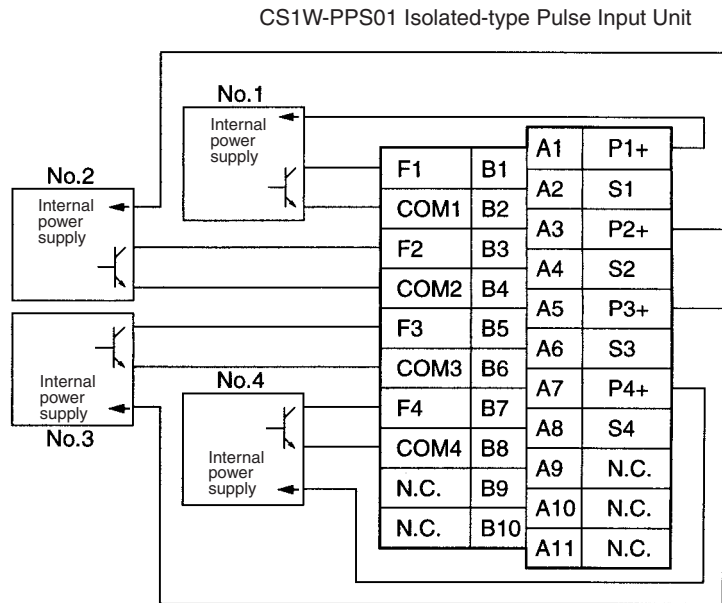 CS1W-PPS01 Isolated-type Pulse Input Unit
No.1
Internal
power
supply
No.2
Internal
power
supply
Internal
power
supply
No.3
No.4
Internal
power
supply
F1 B1
COM1 B2
F2 B3
COM2 B4
F3 B5
COM3 B6
F4 B7
COM4 B8
N.C. B9
N.C. B10
A1 P1+
A2 S1
A3 P2+
A4 S2
A5 P3+
A6 S3
A7 P4+
A8 S4
A9 N.C.
A10 N.C.
A11 N.C.